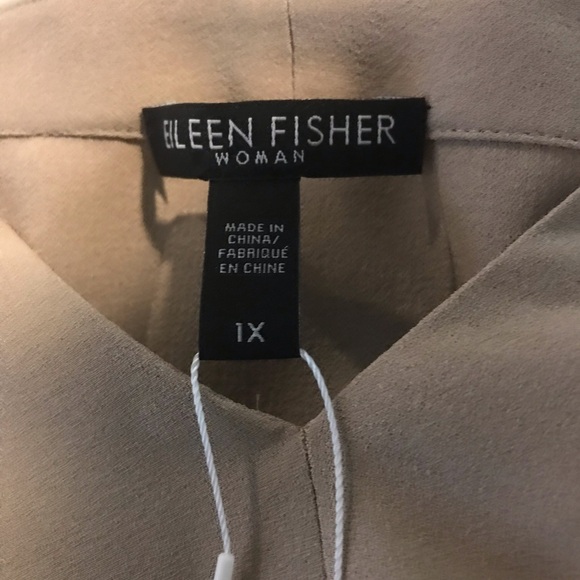 EILEEN FISHER
WOMAN
MADE IN
CHINA/
FABRIQUÉ
EN CHINE
1X